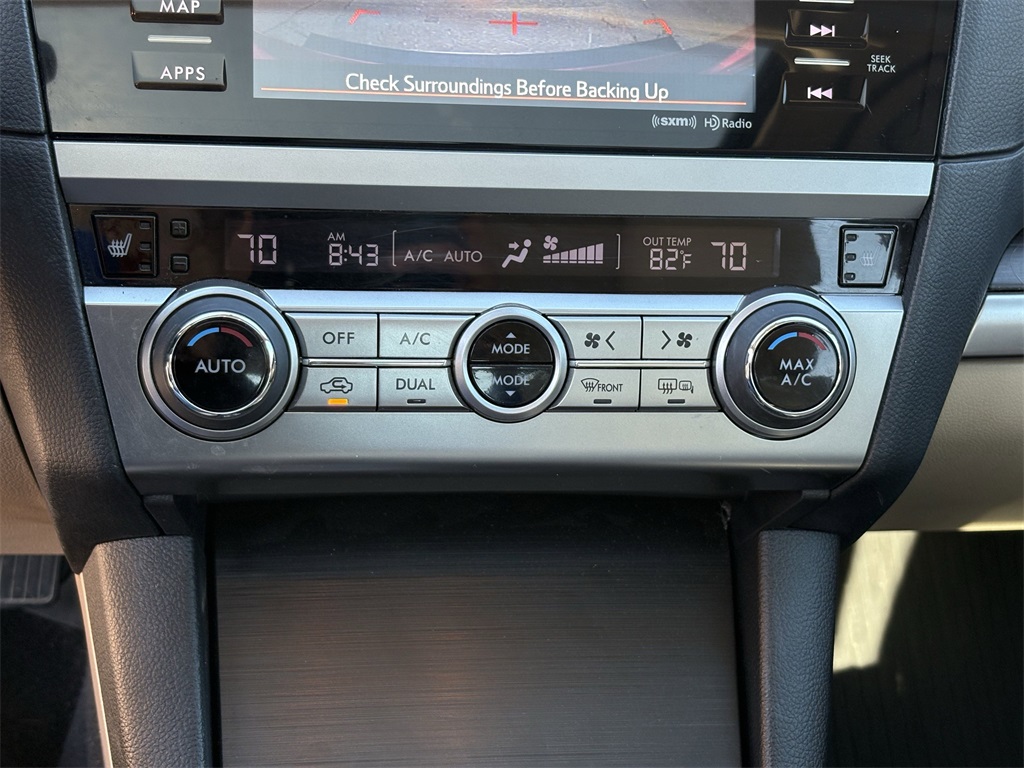 MAP
APPS
SEEK
TRACK
Check Surroundings Before Backing Up
((sxm)) HD Radio
70
AM
8:43
A/C AUTO
OUT TEMP
82°F
70
AUTO
OFF
A/C
MODE
MODE
DUAL
FRONT
MAX
A/C